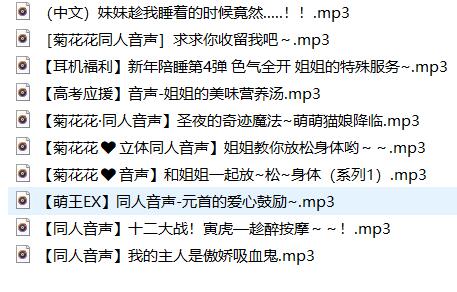 （中文）妹妹趁我睡着的时候竟然.....！！.mp3
[菊花花同人音声］求求你收留我吧～.mp3
【耳机福利】新年陪睡第4弹 色气全开 姐姐的特殊服务~.mp3
【高考应援】音声-姐姐的美味营养汤.mp3
【菊花花·同人音声】圣夜的奇迹魔法~萌萌猫娘降临.mp3
【菊花花❤立体同人音声】姐姐教你放松身体哟～～.mp3
【菊花花❤音声】和姐姐一起放~松~身体（系列1）.mp3
【萌王EX】同人音声-元首的爱心鼓励~.mp3
【同人音声】十二大战！寅虎—趁醉按摩～～！.mp3
【同人音声】我的主人是傲娇吸血鬼.mp3